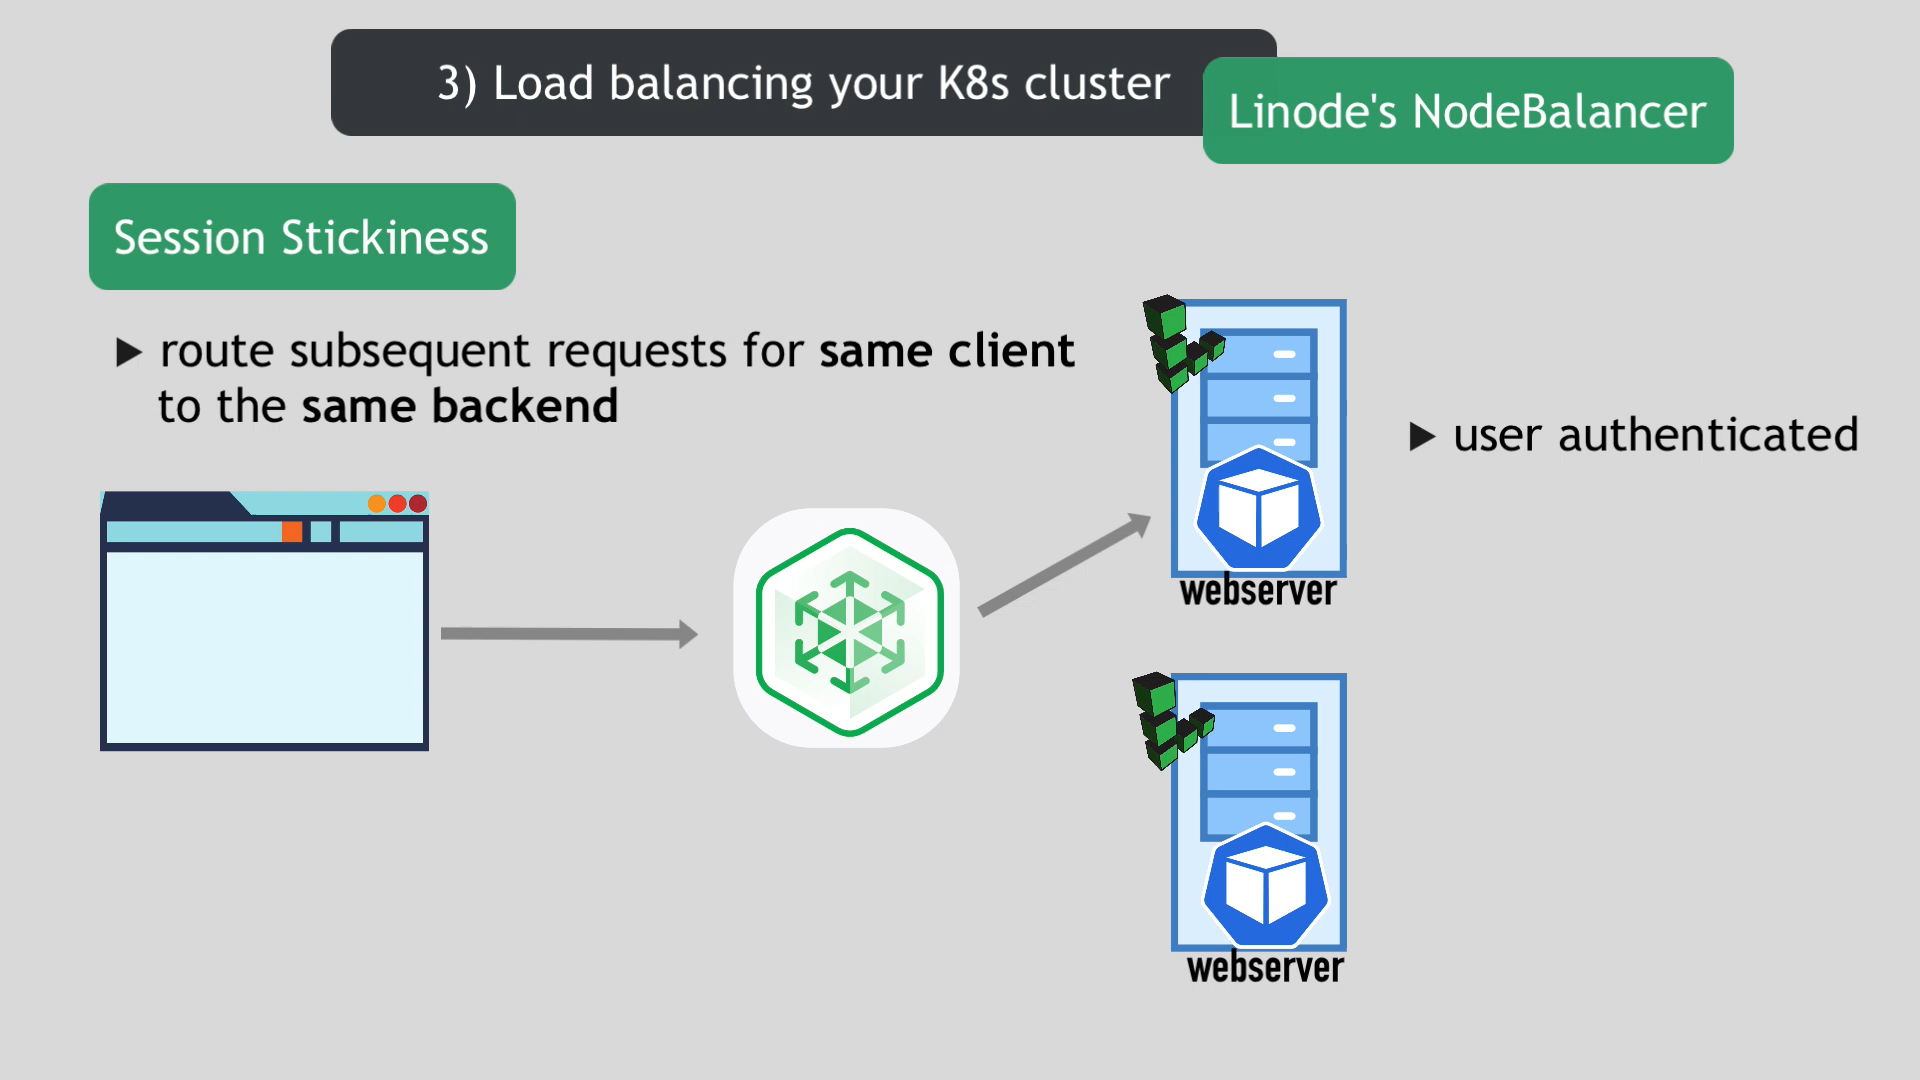 3) Load balancing your K8s cluster
Linode's NodeBalancer
Session Stickiness
▶ route subsequent requests for same client
to the same backend
▶ user authenticated
webserver
webserver